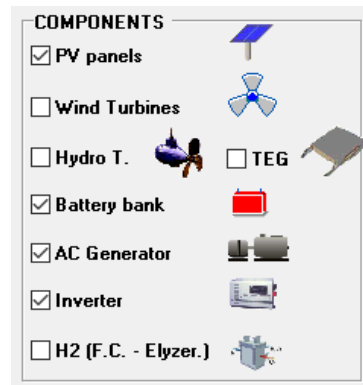 COMPONENTS
PV panels
Wind Turbines
Hydro T. TEG
Battery bank
AC Generator
Inverter
H2 (F.C. - Elyzer.)